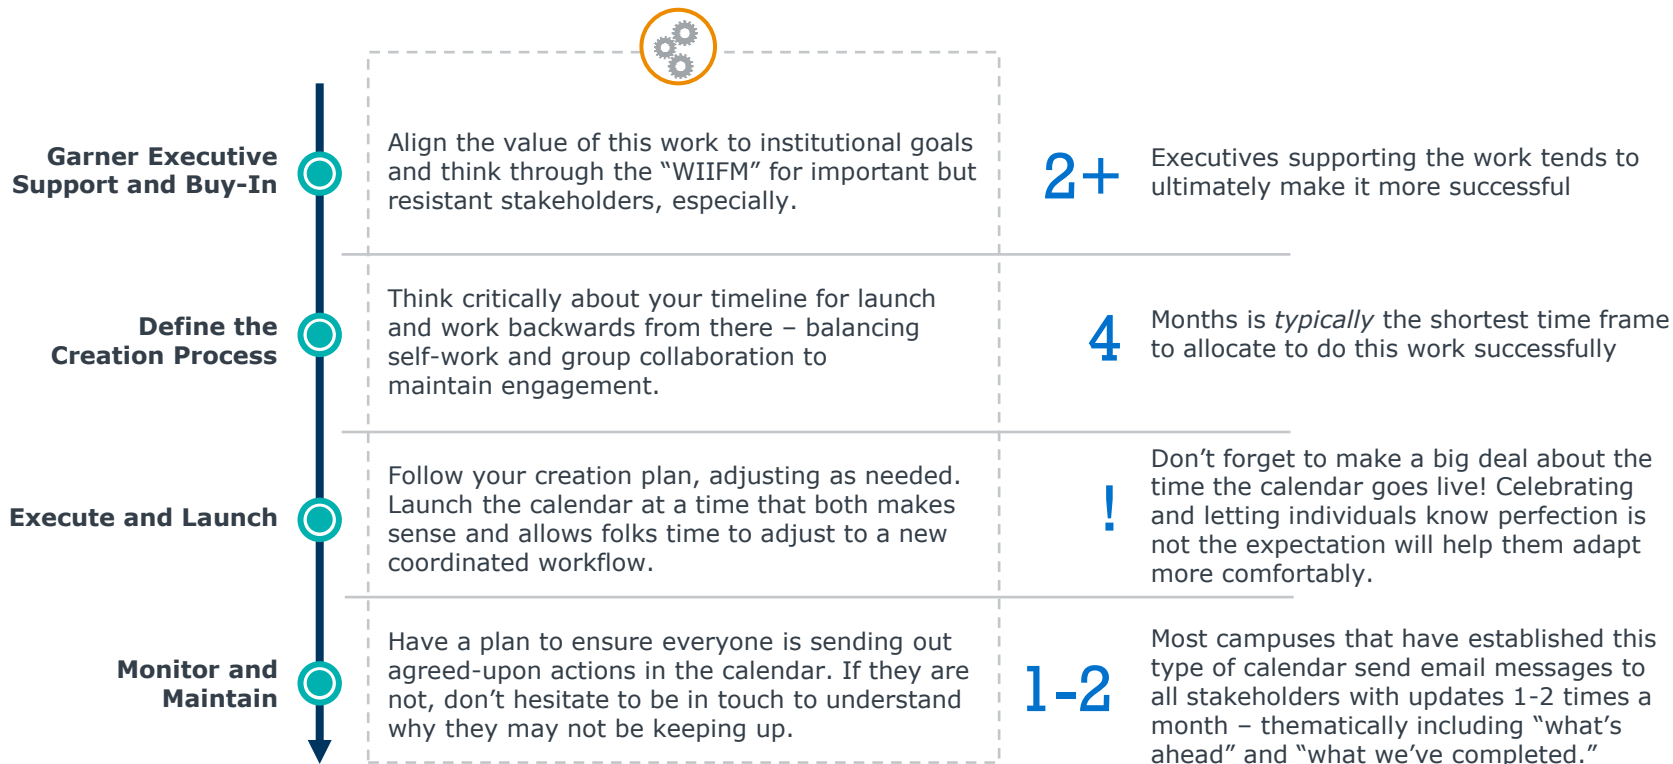 Garner Executive
Support and Buy-In
Align the value of this work to institutional goals
and think through the “WIIFM” for important but
resistant stakeholders, especially.
2+
Executives supporting the work tends to
ultimately make it more successful
Define the
Creation Process
Think critically about your timeline for launch
and work backwards from there – balancing
self-work and group collaboration to
maintain engagement.
4
Months is typically the shortest time frame
to allocate to do this work successfully
Execute and Launch
Follow your creation plan, adjusting as needed.
Launch the calendar at a time that both makes
sense and allows folks time to adjust to a new
coordinated workflow.
!
Don’t forget to make a big deal about the
time the calendar goes live! Celebrating
and letting individuals know perfection is
not the expectation will help them adapt
more comfortably.
Monitor and
Maintain
Have a plan to ensure everyone is sending out
agreed-upon actions in the calendar. If they are
not, don’t hesitate to be in touch to understand
why they may not be keeping up.
1-2
Most campuses that have established this
type of calendar send email messages to
all stakeholders with updates 1-2 times a
month – thematically including “what’s
ahead” and “what we’ve completed.”